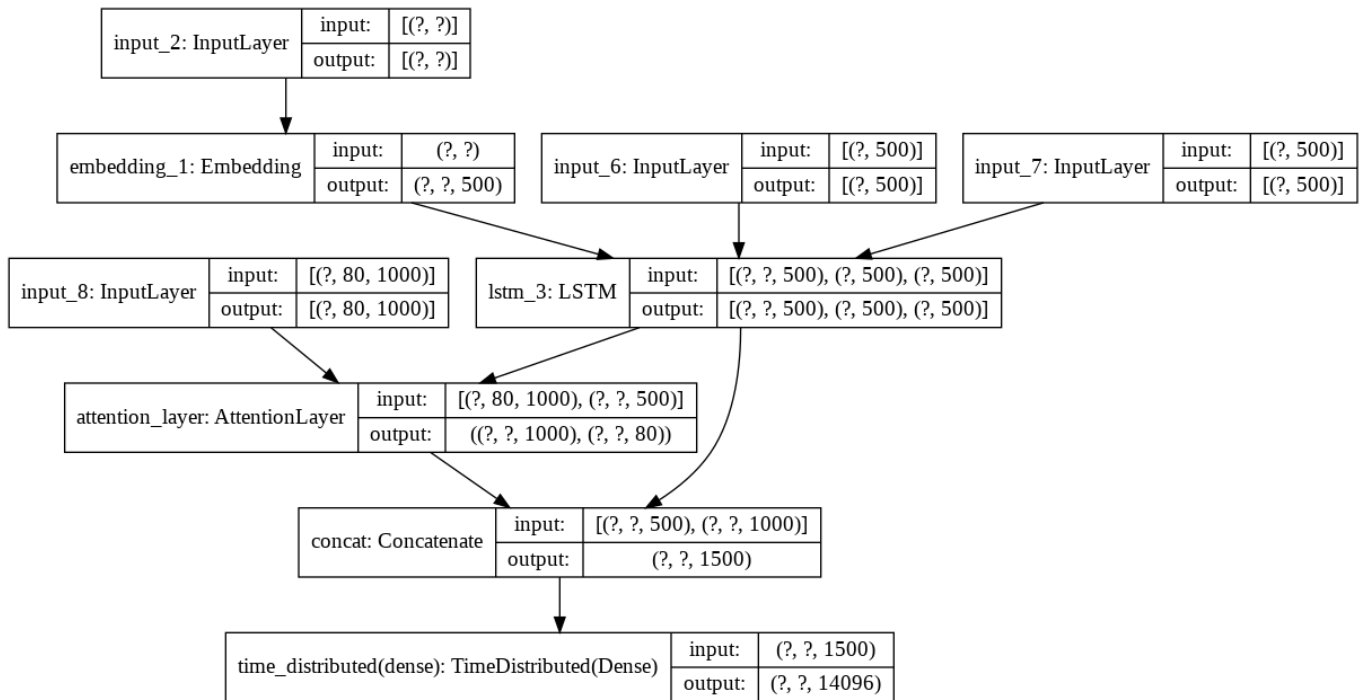 input_2: InputLayer
input: [(?, ?)]
output: [(?, ?)]
embedding_1: Embedding
input: (?, ?)
output: (?, ?, 500)
input_6: InputLayer
input: [(?, 500)]
output: [(?, 500)]
input_7: InputLayer
input: [(?, 500)]
output: [(?, 500)]
input_8: InputLayer
input: [(?, 80, 1000)]
output: [(?, 80, 1000)]
lstm_3: LSTM
input: [(?, ?, 500), (?, 500), (?, 500)]
output: [(?, ?, 500), (?, 500), (?, 500)]
attention_layer: AttentionLayer
input: [(?, 80, 1000), (?, ?, 500)]
output: ((?, ?, 1000), (?, ?, 80))
concat: Concatenate
input: [(?, ?, 500), (?, ?, 1000)]
output: (?, ?, 1500)
time_distributed(dense): TimeDistributed(Dense)
input: (?, ?, 1500)
output: (?, ?, 14096)